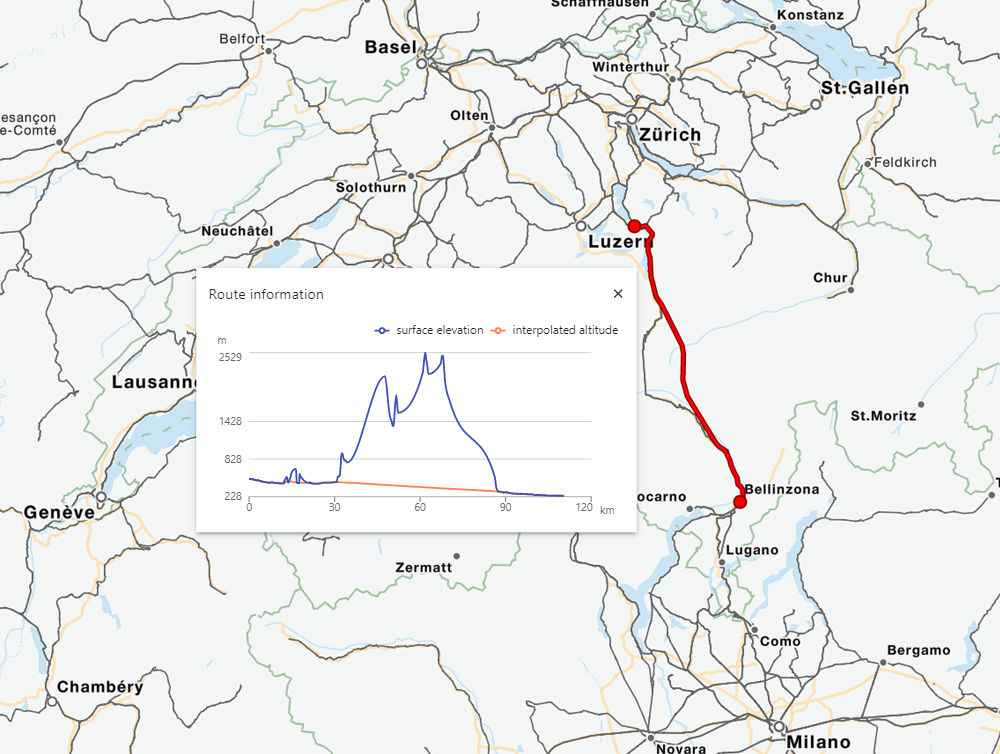 Schaffhausen
Konstanz
Belfort
Basel
Winterthur
St.Gallen
Olten
Zürich
esançon
e-Comté
Feldkirch
Solothurn
Neuchâtel
Luzern
Chur
Route information
surface elevation
interpolated altitude
m
2529
1428
828
228
0
30
60
90
120
km
Lausann
St.Moritz
Genève
ocarno
Bellinzona
T
Lugano
Zermatt
Como
Bergamo
Chambéry
Novara
Milano